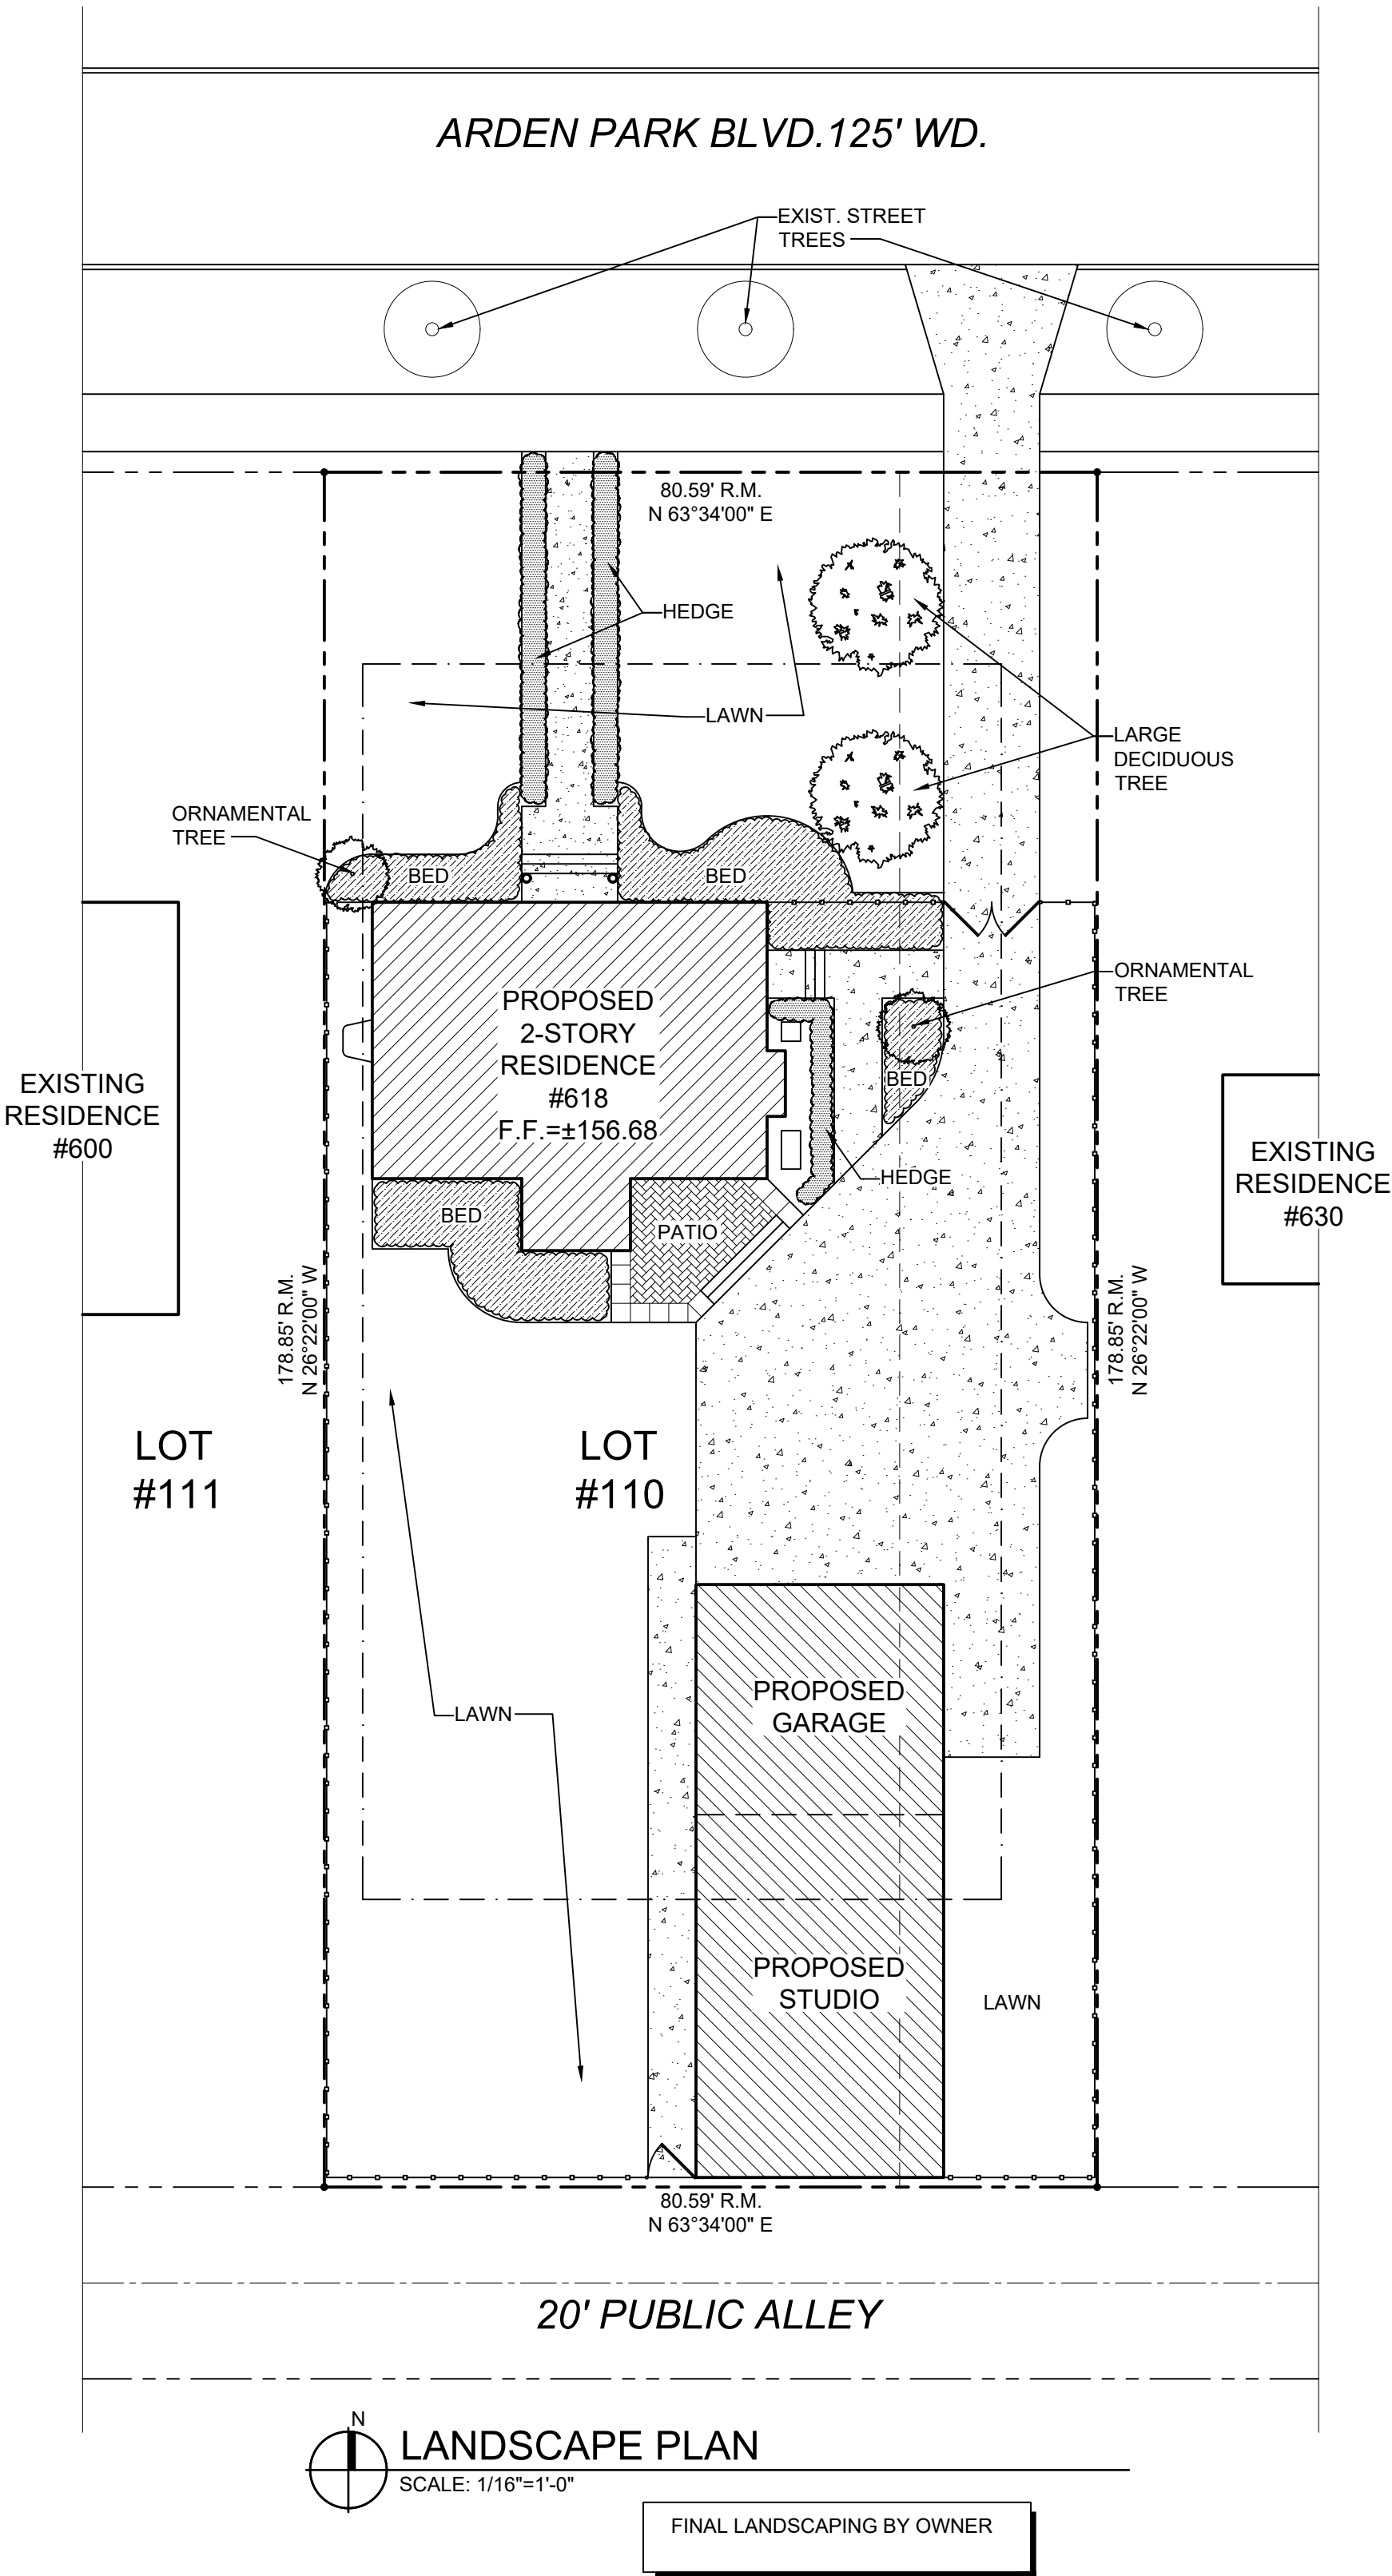 ARDEN PARK BLVD.125' WD.
EXIST. STREET
TREES
80.59' R.M.
N 63°34'00" E
HEDGE
LAWN
LARGE
DECIDUOUS
TREE
ORNAMENTAL
TREE
BED
BED
ORNAMENTAL
TREE
PROPOSED
2-STORY
RESIDENCE
#618
F.F.=±156.68
EXISTING
RESIDENCE
#600
BED
EXISTING
RESIDENCE
#630
HEDGE
BED
PATIO
178.85' R.M.
N 26°22'00" W
178.85' R.M.
N 26°22'00" W
LOT
#111
LOT
#110
PROPOSED
GARAGE
LAWN
PROPOSED
STUDIO
LAWN
80.59' R.M.
N 63°34'00" E
20' PUBLIC ALLEY
N
LANDSCAPE PLAN
SCALE: 1/16"=1'-0"
FINAL LANDSCAPING BY OWNER